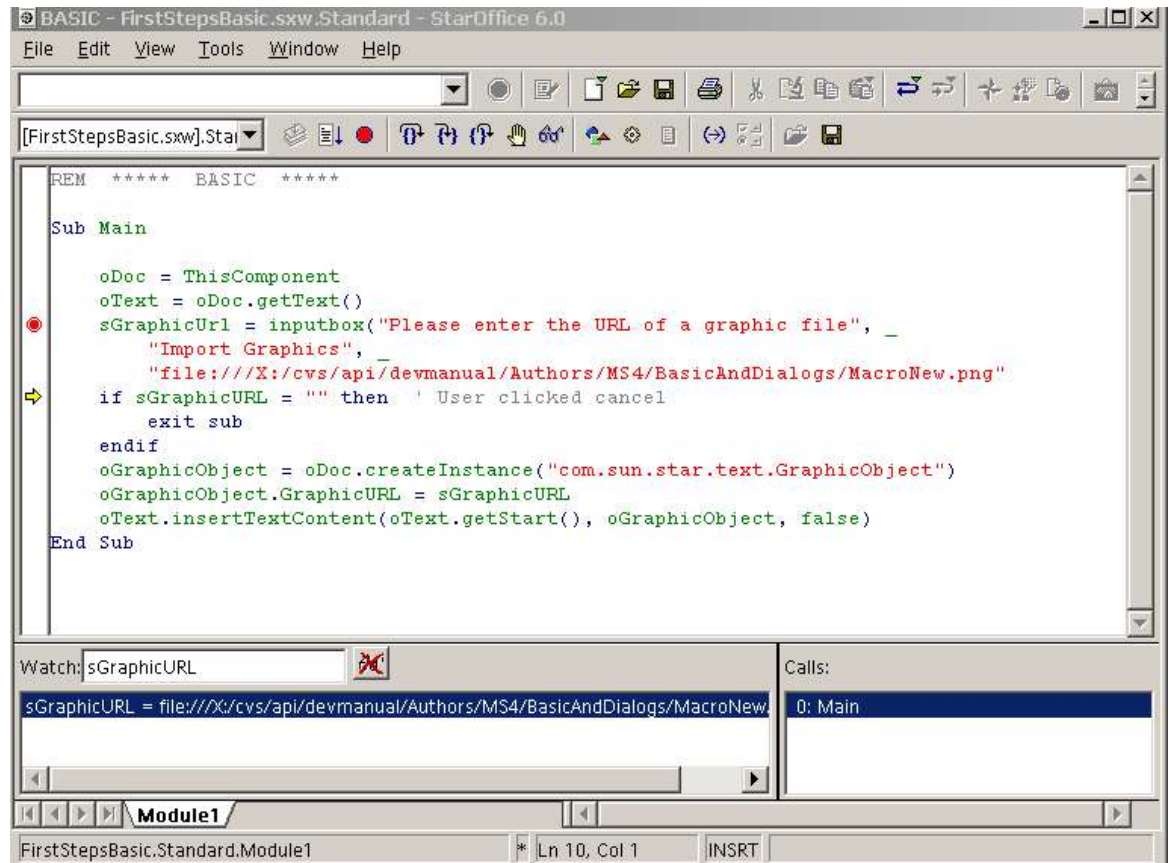 BASIC - FirstStepsBasic.sxw.Standard - StarOffice 6.0
File Edit View Tools Window Help
[FirstStepsBasic.sxw].Star
REM ***** BASIC *****
Sub Main
oDoc = ThisComponent
oText = oDoc.getText()
sGraphicUrl = inputbox("Please enter the URL of a graphic file", _
"Import Graphics", _
"file:///X:/cvs/api/devmanual/Authors/MS4/BasicAndDialogs/MacroNew.png"
if sGraphicURL = "" then ' User clicked cancel
exit sub
endif
oGraphicObject = oDoc.createInstance("com.sun.star.text.GraphicObject")
oGraphicObject.GraphicURL = sGraphicURL
oText.insertTextContent(oText.getStart(), oGraphicObject, false)
End Sub
Watch: sGraphicURL
Calls:
sGraphicURL = file:///X:/cvs/api/devmanual/Authors/MS4/BasicAndDialogs/MacroNew.
0: Main
Module1
FirstStepsBasic.Standard.Module1 * Ln 10, Col 1 INSRT